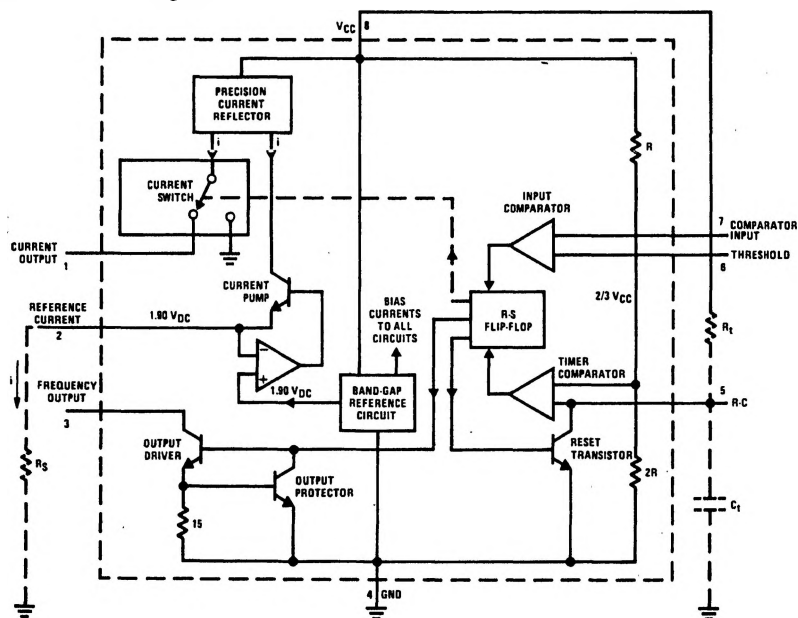 VCC 8
PRECISION
CURRENT
REFLECTOR
i
i
R
CURRENT
SWITCH
INPUT
COMPARATOR
7
COMPARATOR
INPUT
CURRENT
OUTPUT
1
THRESHOLD
6
CURRENT
PUMP
2/3 VCC
REFERENCE
CURRENT
2
1.90 VDC
BIAS
CURRENTS
TO ALL
CIRCUITS
R-S
FLIP-FLOP
Rt
−
+
TIMER
COMPARATOR
i
FREQUENCY
OUTPUT
3
1.90 VDC
BAND-GAP
REFERENCE
CIRCUIT
5
R-C
OUTPUT
DRIVER
RESET
TRANSISTOR
RS
OUTPUT
PROTECTOR
2R
15
Ct
4 GND